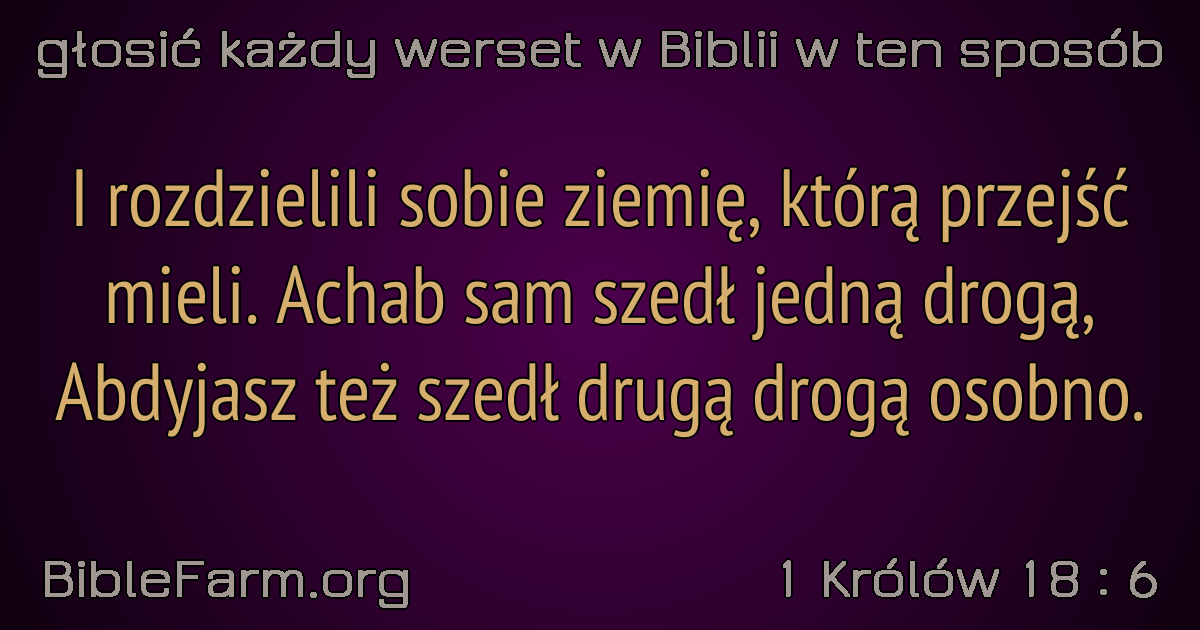 głosić każdy werset w Biblii w ten sposób
I rozdzielili sobie ziemię, którą przejść
mieli. Achab sam szedł jedną drogą,
Abdyjasz też szedł drugą drogą osobno.
BibleFarm.org
1 Królów 18 : 6